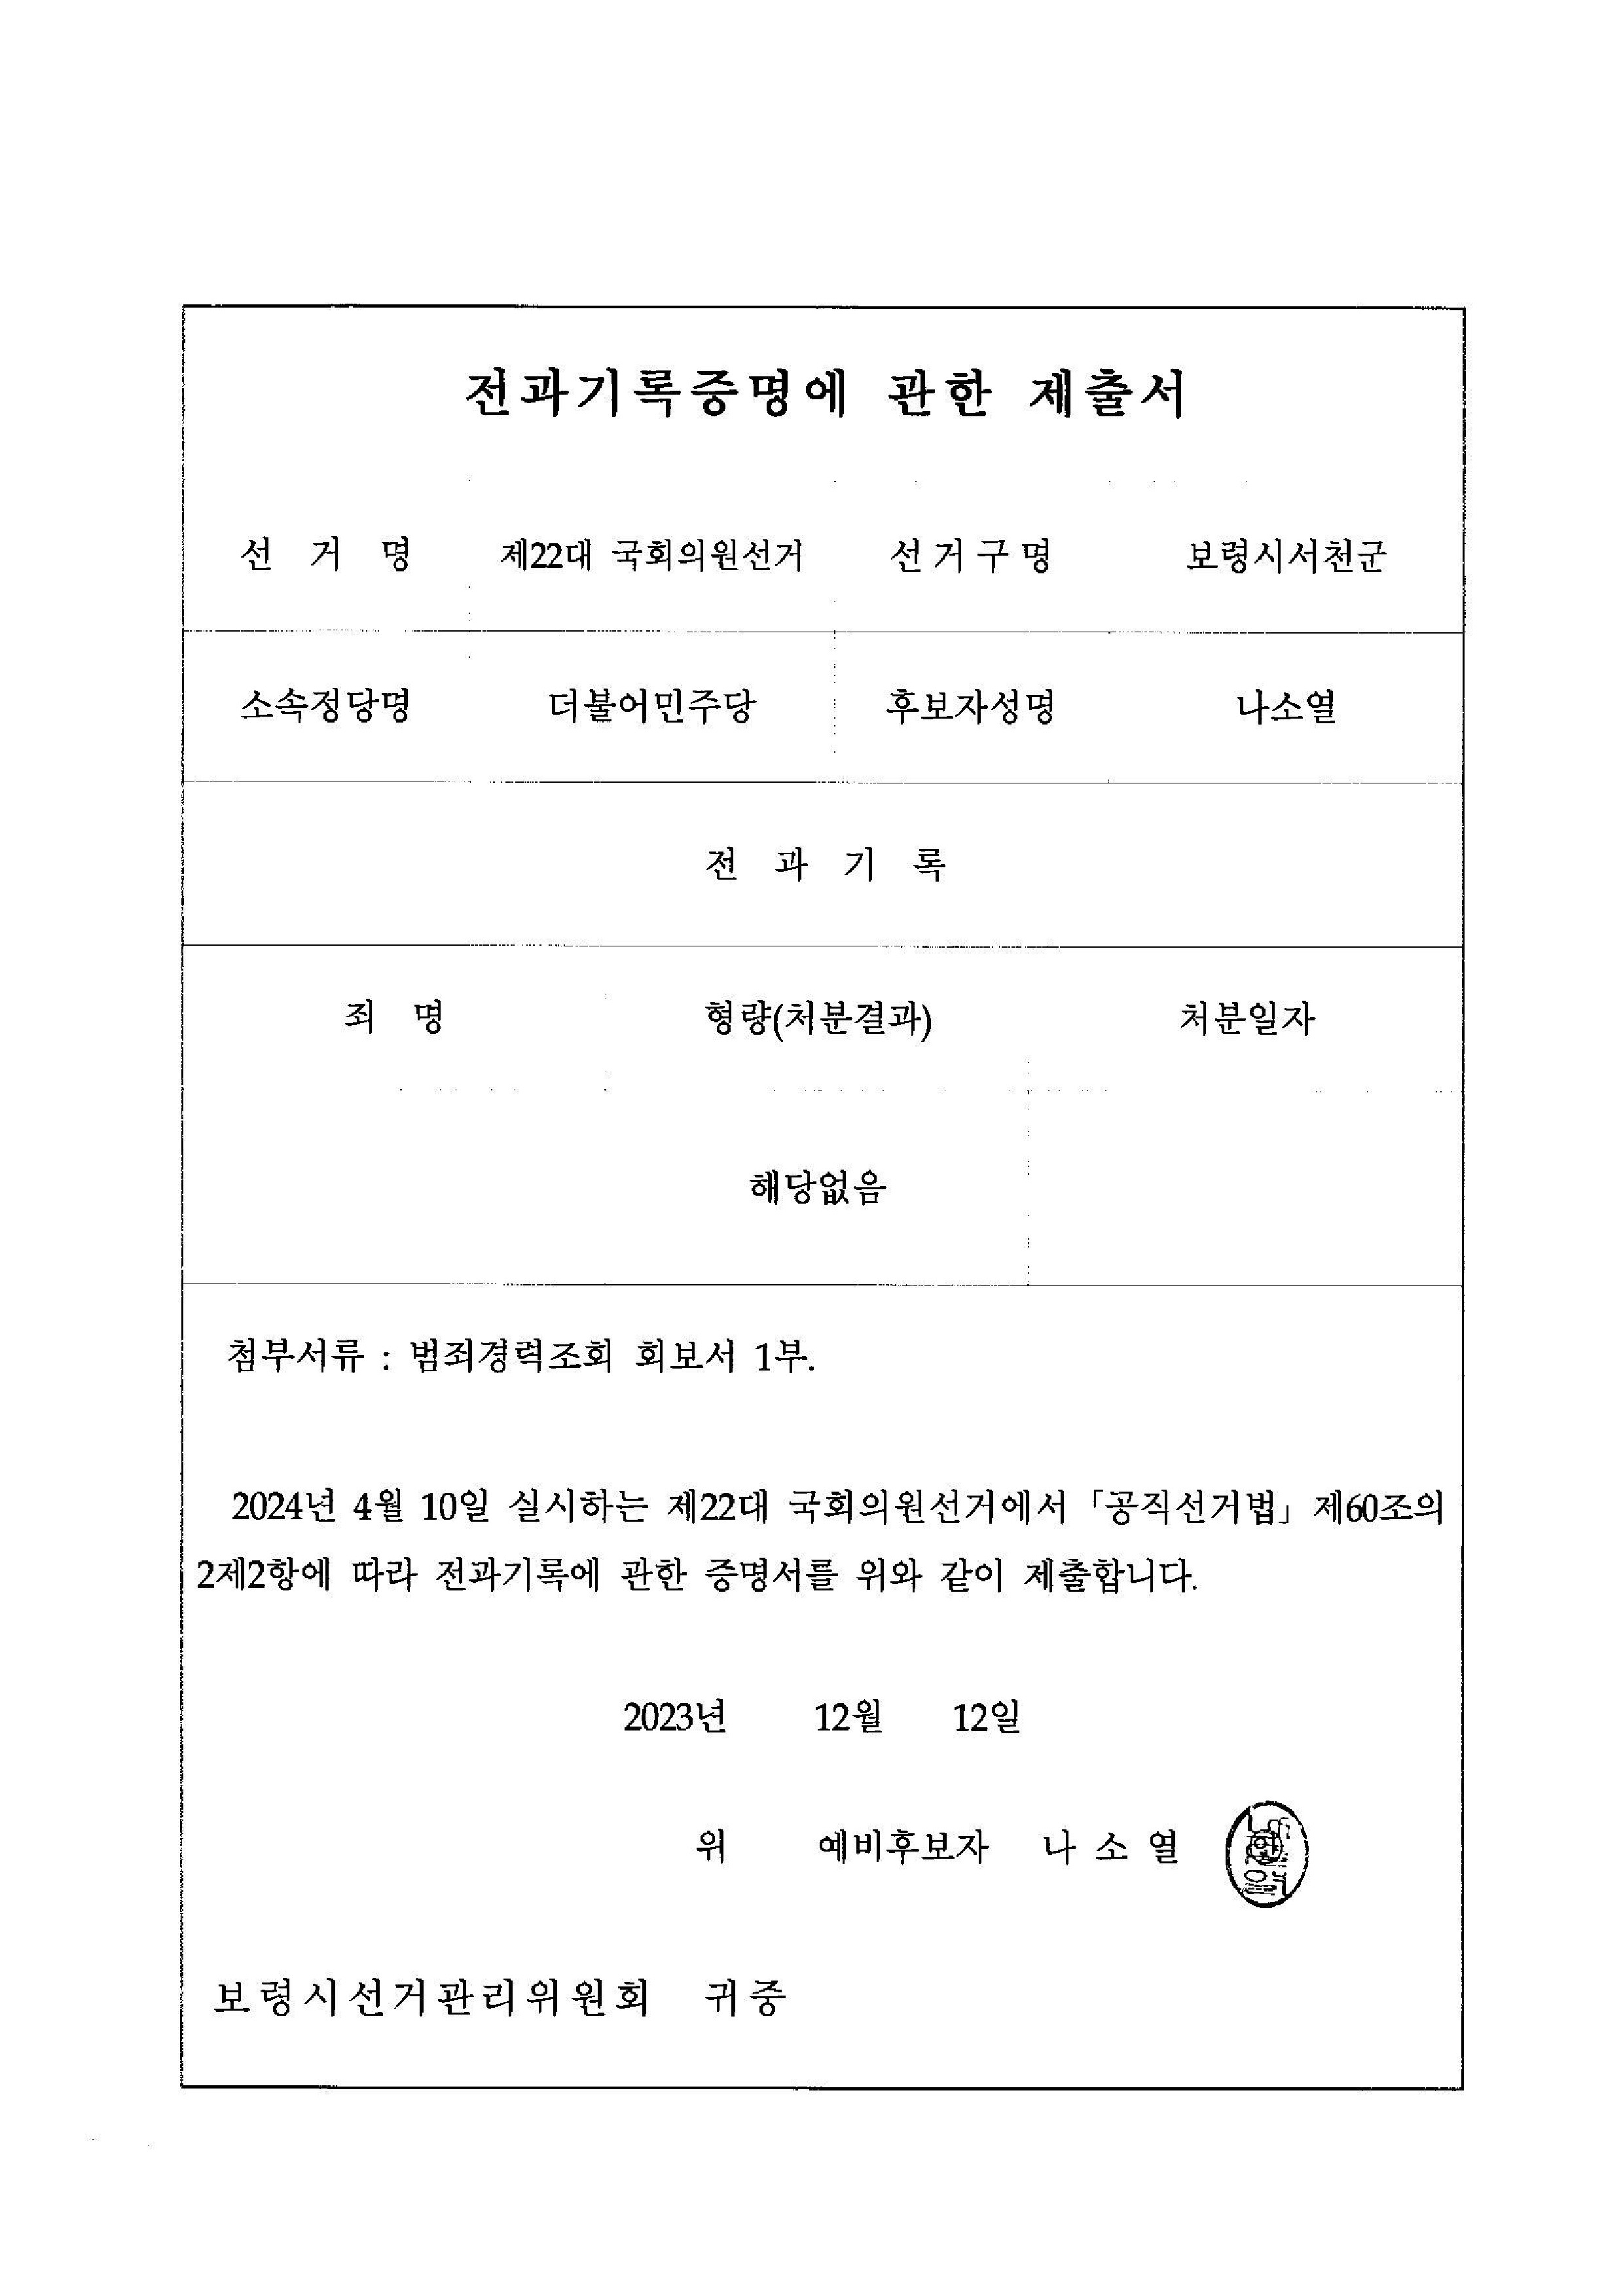 전과기록증명에 관한 제출서
선 거 명 제22대 국회의원선거 선거구명 보령시서천군
소속정당명 더불어민주당 후보자성명 나소열
전 과 기 록
죄 명 형량(처분결과) 처분일자
해당없음
첨부서류 : 범죄경력조회 회보서 1부.
2024년 4월 10일 실시하는 제22대 국회의원선거에서 「공직선거법」 제60조의
2제2항에 따라 전과기록에 관한 증명서를 위와 같이 제출합니다.
2023년 12월 12일
위 예비후보자 나 소 열
보령시선거관리위원회 귀중